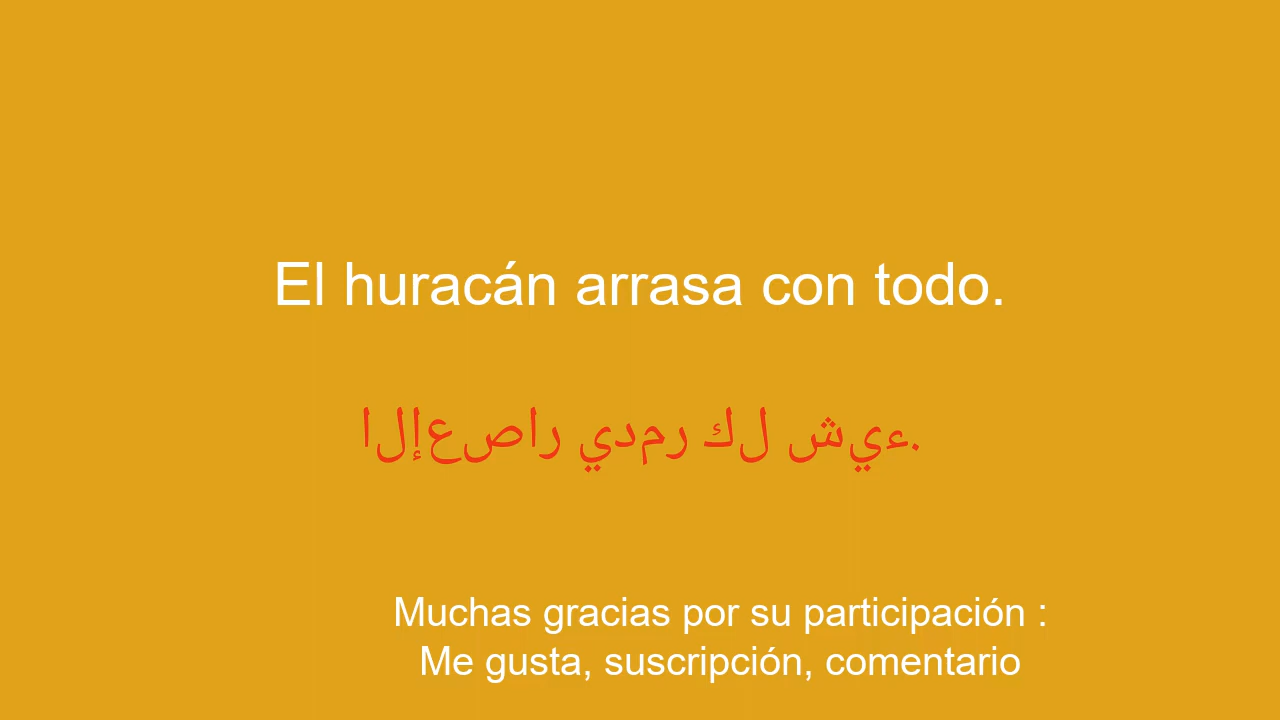 El huracán arrasa con todo.
الإعصار يدمر كل شيء.
Muchas gracias por su participación :
Me gusta, suscripción, comentario